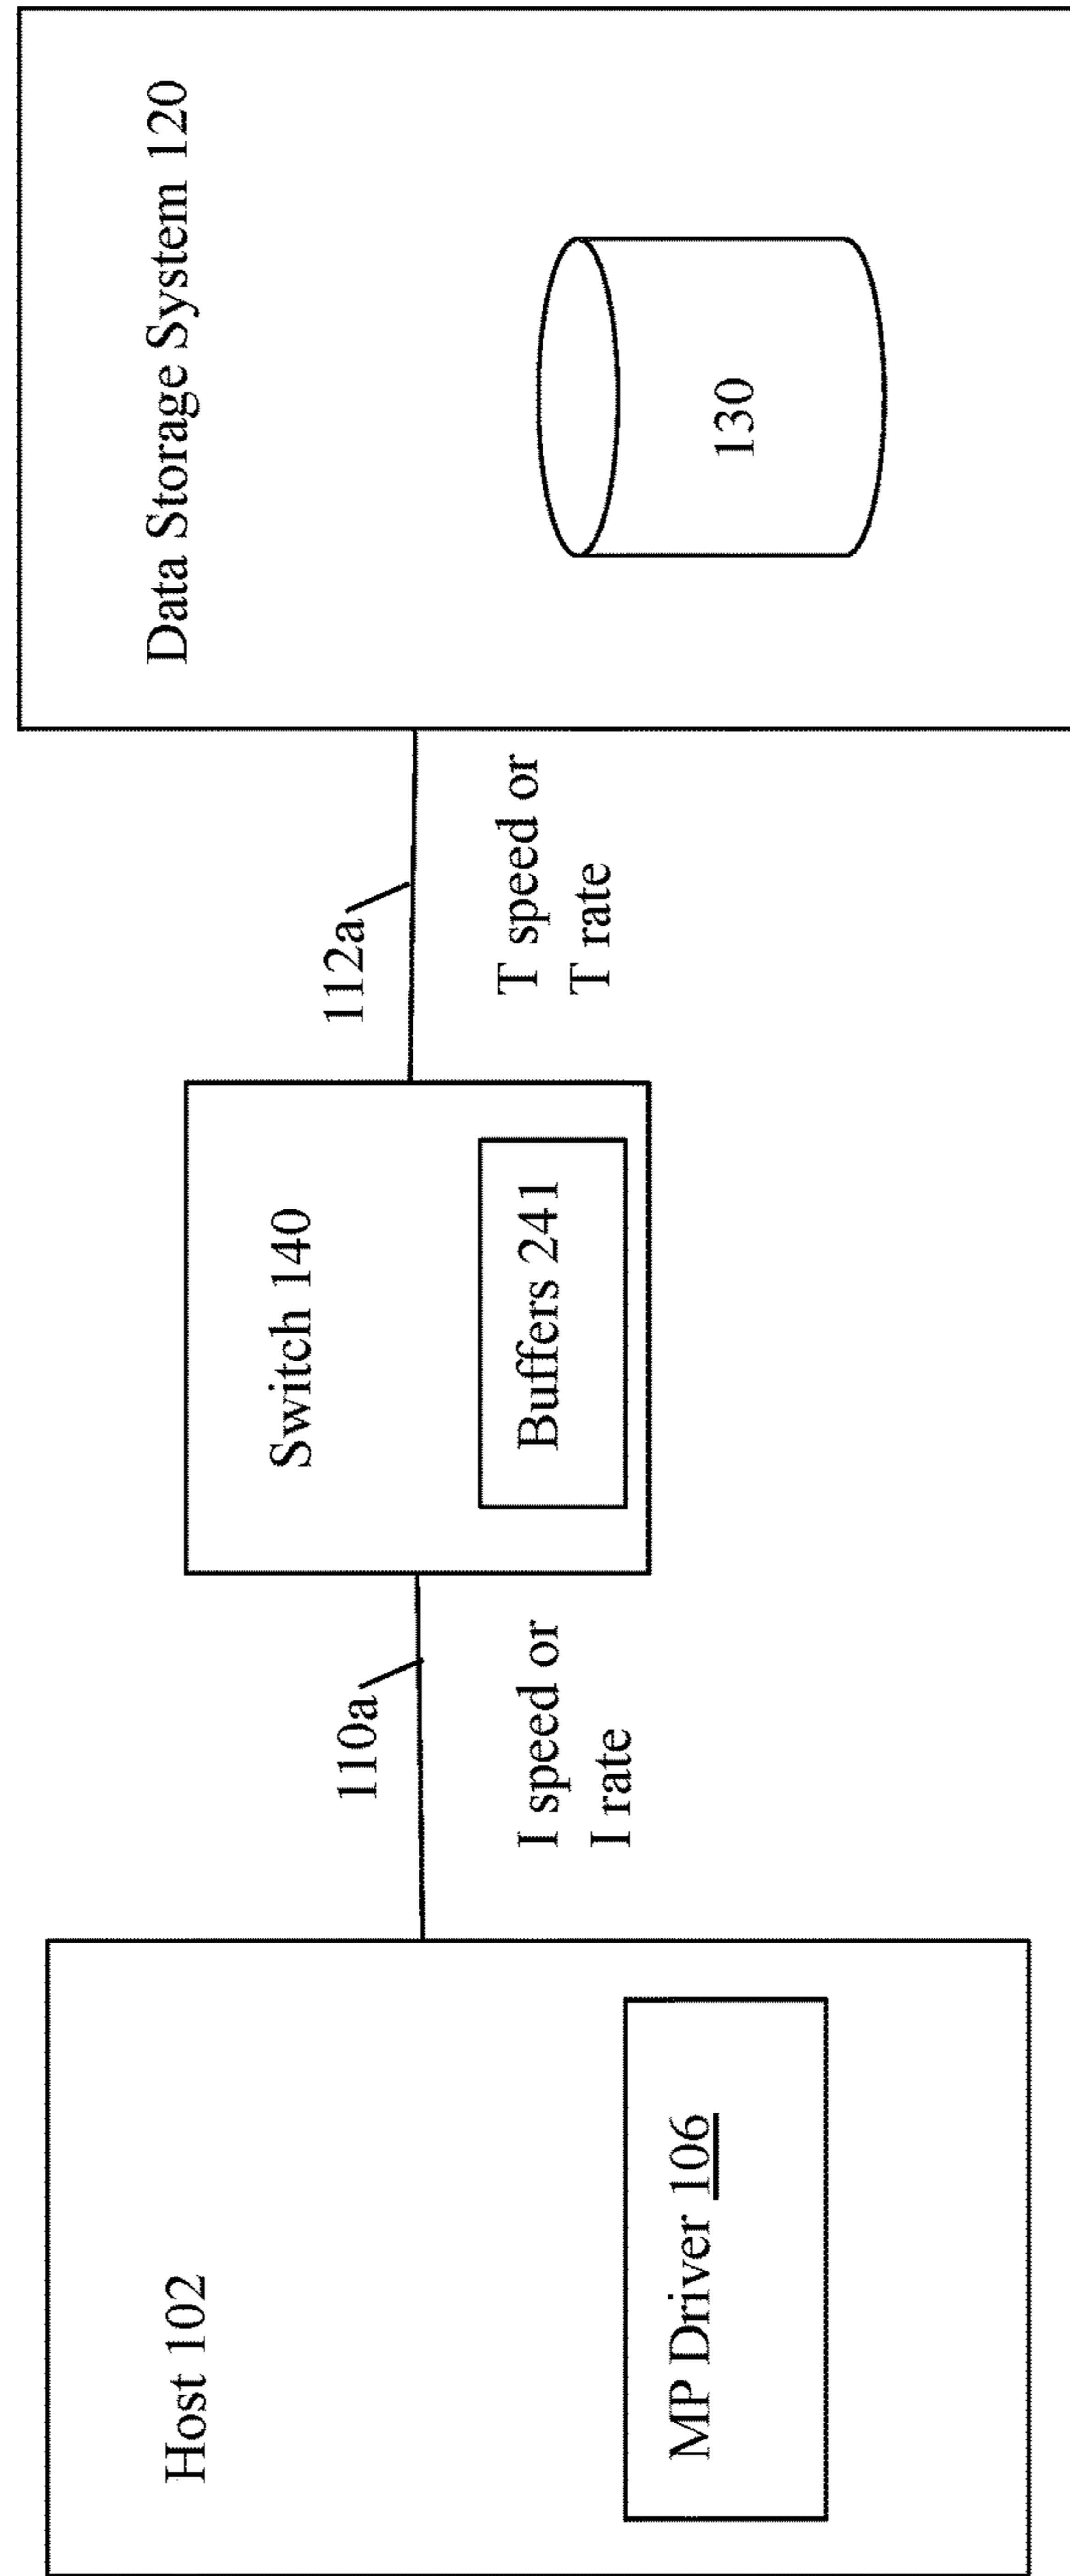 Host 102
MP Driver 106
110a
I speed or
I rate
Switch 140
Buffers 241
112a
T speed or
T rate
Data Storage System 120
130